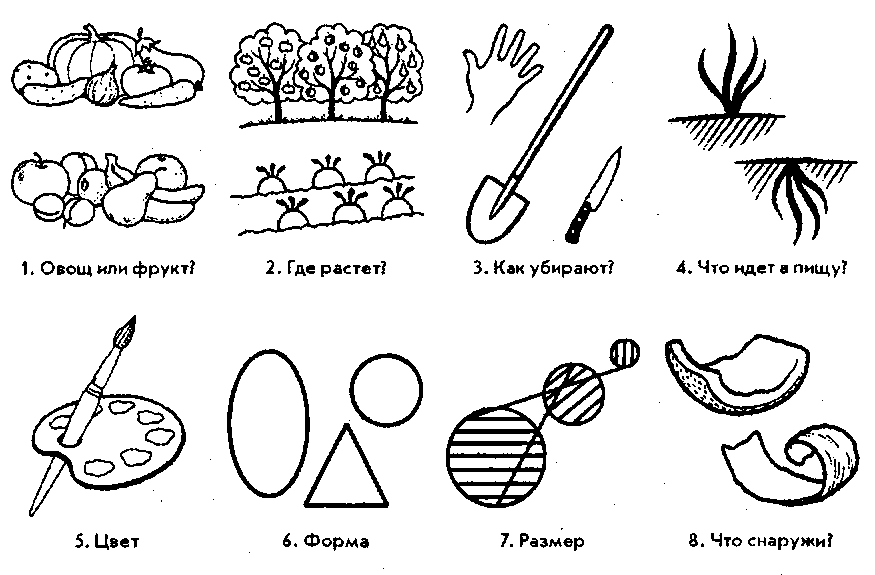 1. Овощ или фрукт?
2. Где растет?
3. Как убирают?
4. Что идет в пищу?
5. Цвет
6. Форма
7. Размер
8. Что снаружи?